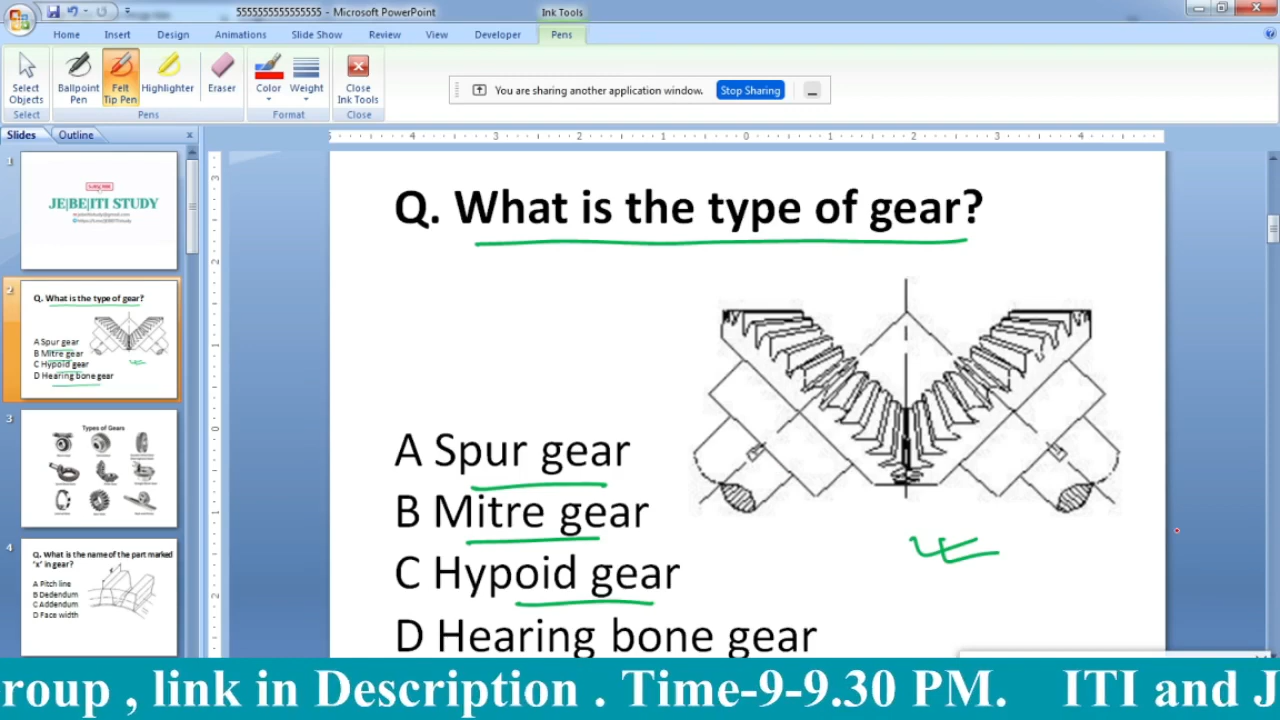 5555555555555555 - Microsoft PowerPoint
Ink Tools
Home Insert Design Animations Slide Show Review View Developer Pens
Select Objects
Ballpoint Pen
Felt Tip Pen
Highlighter
Eraser
Color
Weight
Close Ink Tools
Select Pens Format Close
You are sharing another application window. Stop Sharing
Slides Outline
1
JE|BE|ITI STUDY
2
Q. What is the type of gear?
A Spur gear
B Mitre gear
C Hypoid gear
D Hearing bone gear
3
Types of Gears
4
Q. What is the name of the part marked
'x' in gear?
A Pitch line
B Dedendum
C Addendum
D Face width
Q. What is the type of gear?
A Spur gear
B Mitre gear
C Hypoid gear
D Hearing bone gear
roup , link in Description . Time-9-9.30 PM. ITI and J